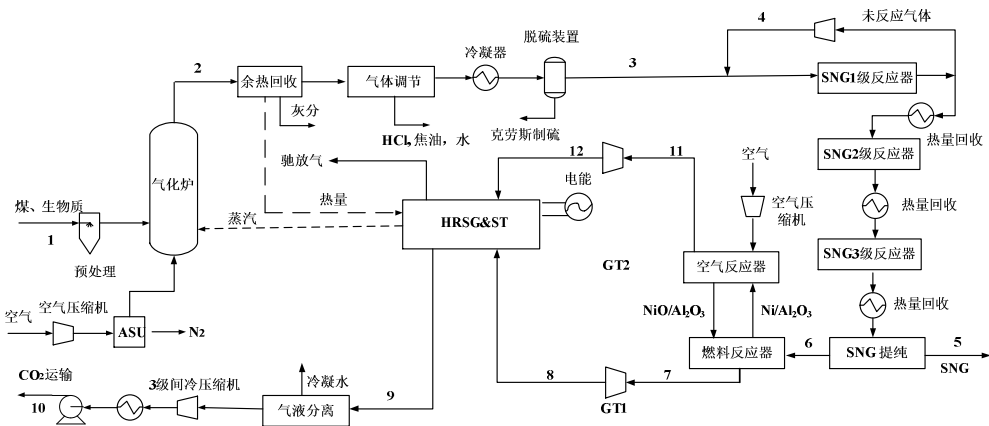 4
未反应气体
脱硫装置
冷凝器
2
余热回收
气体调节
3
SNG1级反应器
灰分
HCl,焦油，水
克劳斯制硫
热量回收
SNG2级反应器
驰放气
12
11
空气
电能
气化炉
煤、生物质
1
热量
蒸汽
HRSG&ST
空气压
缩机
热量回收
预处理
GT2
空气反应器
SNG3级反应器
空气
空气压缩机
ASU
N2
NiO/Al2O3
Ni/Al2O3
热量回收
燃料反应器
6
SNG 提纯
5
SNG
CO2运输
10
3级间冷压缩机
冷凝水
气液分离
9
8
7
GT1